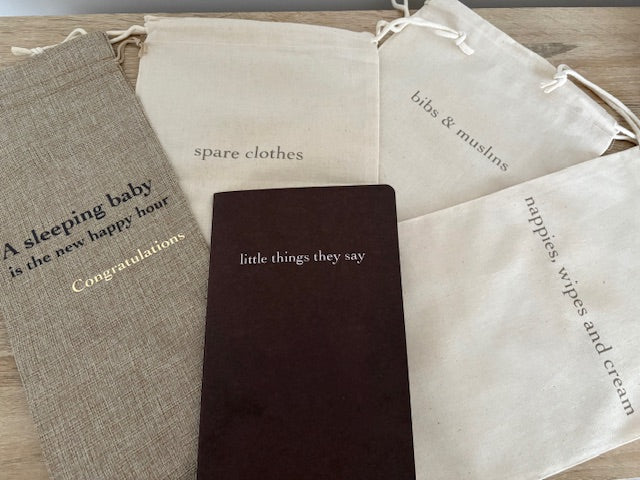 A sleeping baby
is the new happy hour
Congratulations
spare clothes
bibs & muslins
little things they say
nappies, wipes and cream